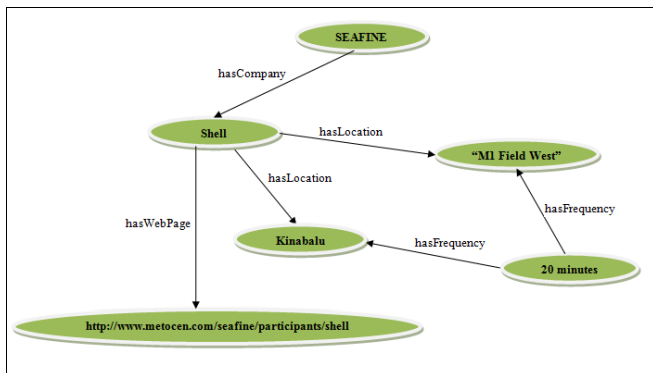 SEAFINE
hasCompany
Shell
hasLocation
“M1 Field West”
hasLocation
hasFrequency
hasWebPage
Kinabalu
hasFrequency
20 minutes
http://www.metocen.com/seafine/participants/shell